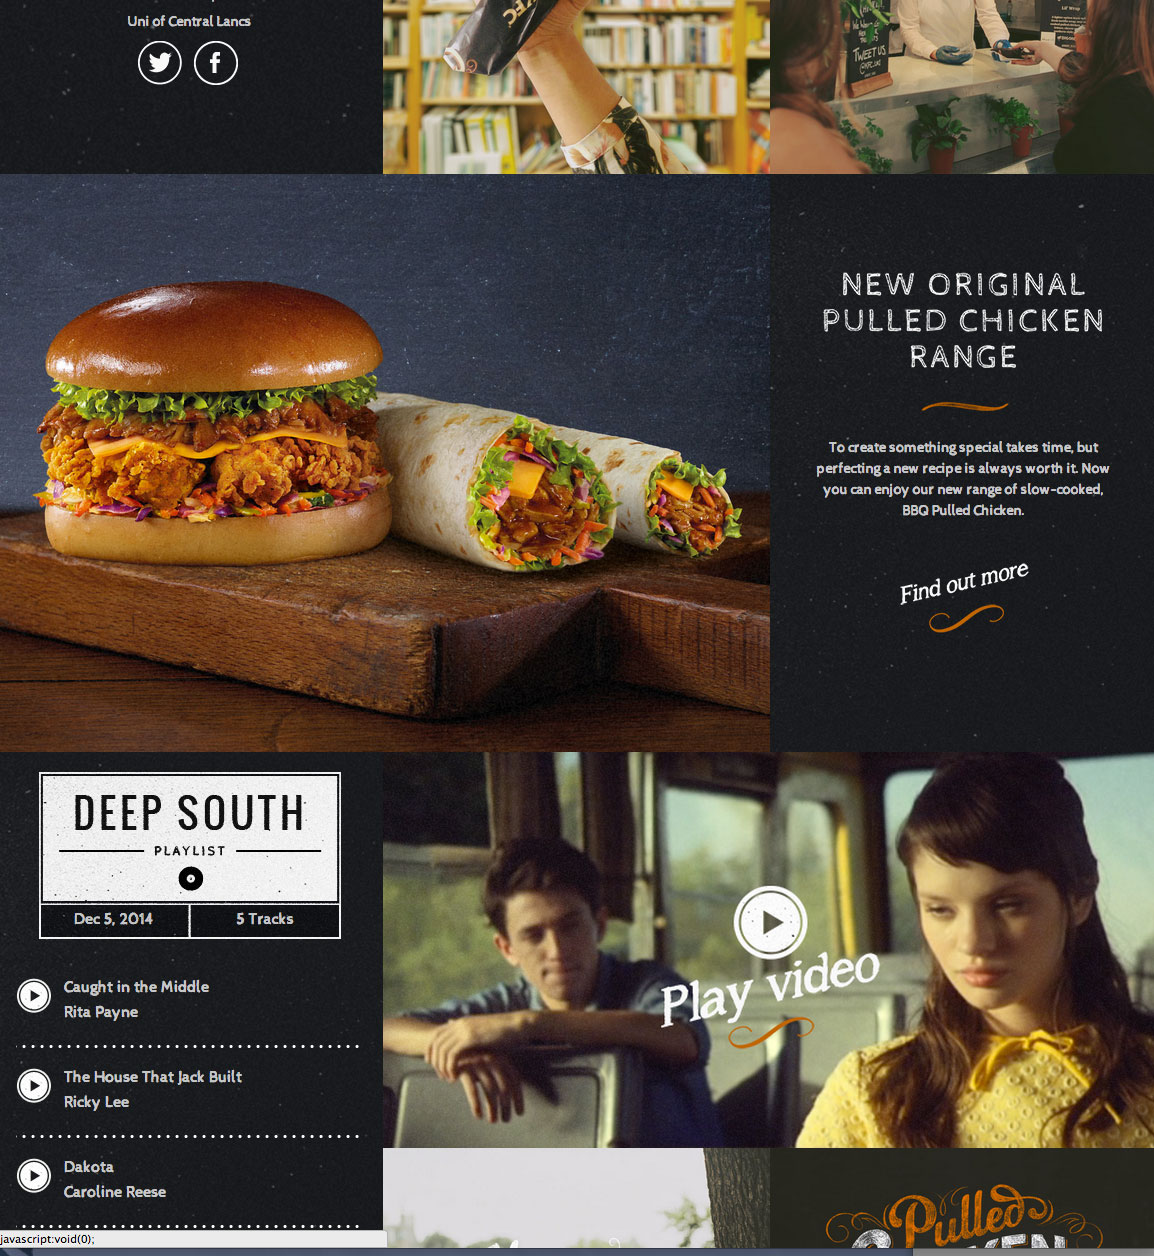 Uni of Central Lancs
KFC
TWEET US
NEW ORIGINAL
PULLED CHICKEN
RANGE
To create something special takes time, but
perfecting a new recipe is always worth it. Now
you can enjoy our new range of slow-cooked,
BBQ Pulled Chicken.
Find out more
DEEP SOUTH
PLAYLIST
Dec 5, 2014
5 Tracks
Caught in the Middle
Rita Payne
The House That Jack Built
Ricky Lee
Dakota
Caroline Reese
Play video
Pulled
javascript:void(0);